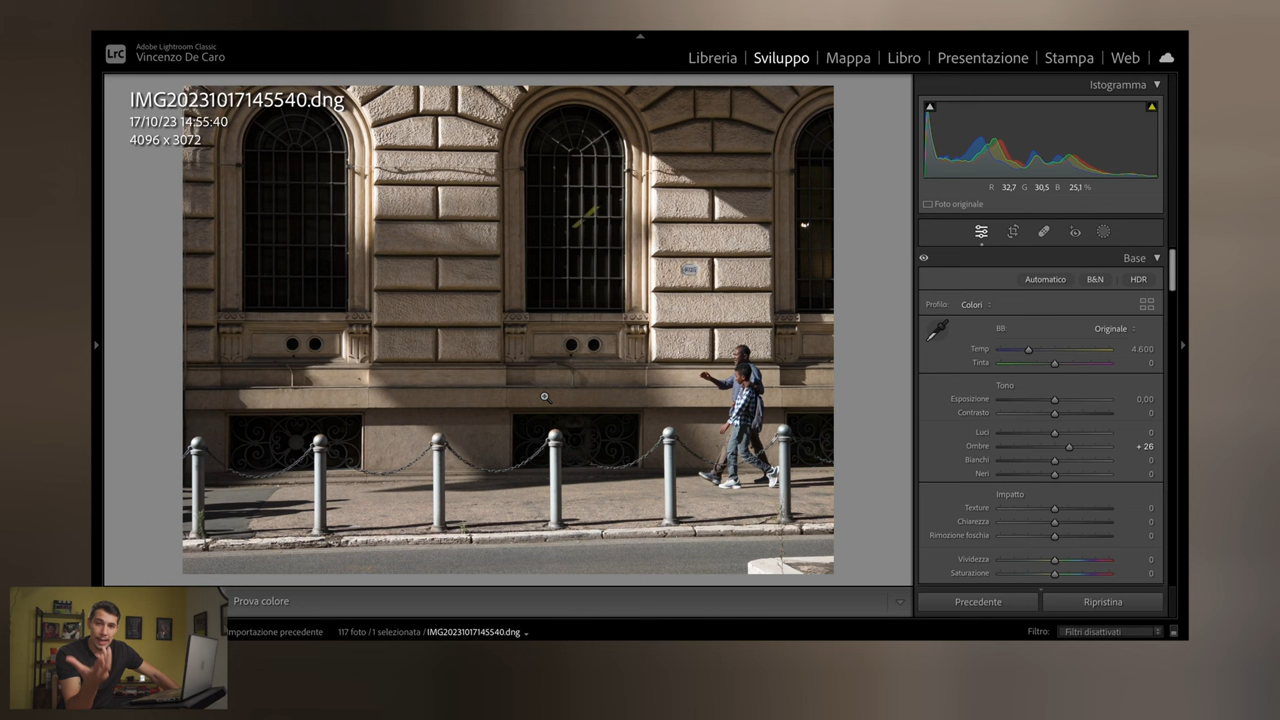 LrC
Adobe Lightroom Classic
Vincenzo De Caro
Libreria | Sviluppo | Mappa | Libro | Presentazione | Stampa | Web
IMG20231017145540.dng
17/10/23 14:55:40
4096 x 3072
Istogramma
R 32,7 G 30,5 B 25,1 %
Foto originale
Base
Automatico B&N HDR
Profilo: Colori
BB: Originale
Temp 4.600
Tinta 0
Tono
Esposizione 0,00
Contrasto 0
Luci 0
Ombre + 26
Bianchi 0
Neri 0
Impatto
Texture 0
Chiarezza 0
Rimozione foschia 0
Vividezza 0
Saturazione 0
Prova colore
Precedente Ripristina
Importazione precedente 117 foto / 1 selezionata / IMG20231017145540.dng
Filtro: Filtri disattivati